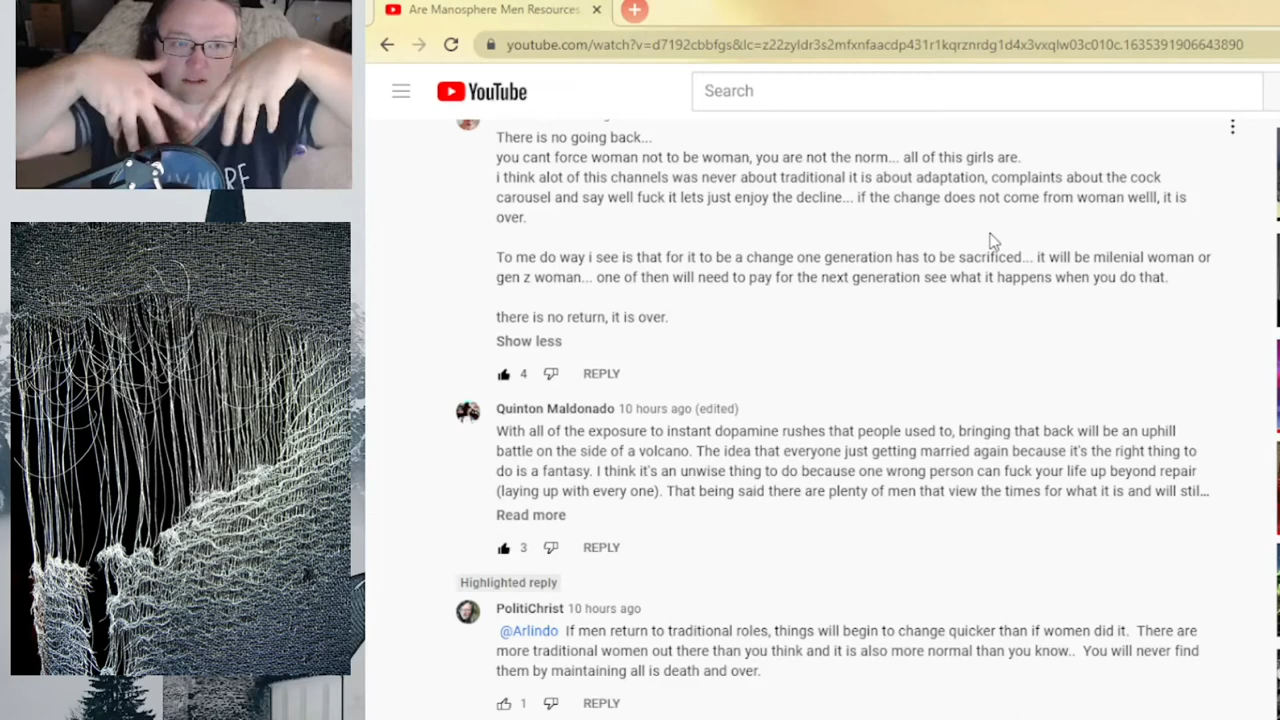 Are Manosphere Men Resources
youtube.com/watch?v=d7192cbbfgs&lc=z22zyldr3s2mfxnfaacdp431r1kqrznrdg1d4x3vxqlw03c010c.1635391906643890
YouTube
Search
There is no going back...
you cant force woman not to be woman, you are not the norm... all of this girls are.
i think alot of this channels was never about traditional it is about adaptation, complaints about the cock
carousel and say well fuck it lets just enjoy the decline... if the change does not come from woman welll, it is
over.
To me do way i see is that for it to be a change one generation has to be sacrificed... it will be milenial woman or
gen z woman... one of then will need to pay for the next generation see what it happens when you do that.
there is no return, it is over.
Show less
4 REPLY
Quinton Maldonado 10 hours ago (edited)
With all of the exposure to instant dopamine rushes that people used to, bringing that back will be an uphill
battle on the side of a volcano. The idea that everyone just getting married again because it's the right thing to
do is a fantasy. I think it's an unwise thing to do because one wrong person can fuck your life up beyond repair
(laying up with every one). That being said there are plenty of men that view the times for what it is and will stil...
Read more
3 REPLY
Highlighted reply
PolitiChrist 10 hours ago
@Arlindo If men return to traditional roles, things will begin to change quicker than if women did it. There are
more traditional women out there than you think and it is also more normal than you know.. You will never find
them by maintaining all is death and over.
1 REPLY
MORE